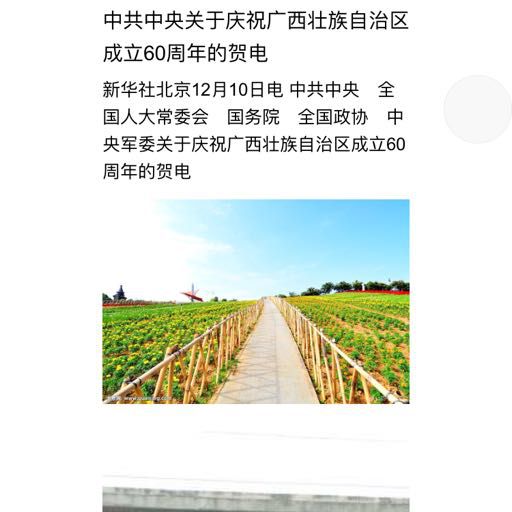 中共中央关于庆祝广西壮族自治区
成立60周年的贺电
新华社北京12月10日电 中共中央　全
国人大常委会　国务院　全国政协　中
央军委关于庆祝广西壮族自治区成立60
周年的贺电